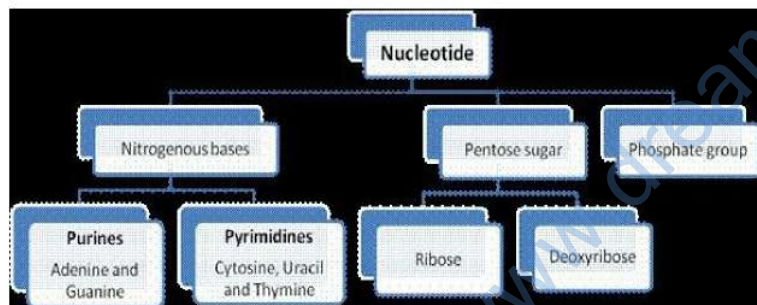 Nucleotide
Nitrogenous bases
Pentose sugar
Phosphate group
Purines
Adenine and
Guanine
Pyrimidines
Cytosine, Uracil
and Thymine
Ribose
Deoxyribose